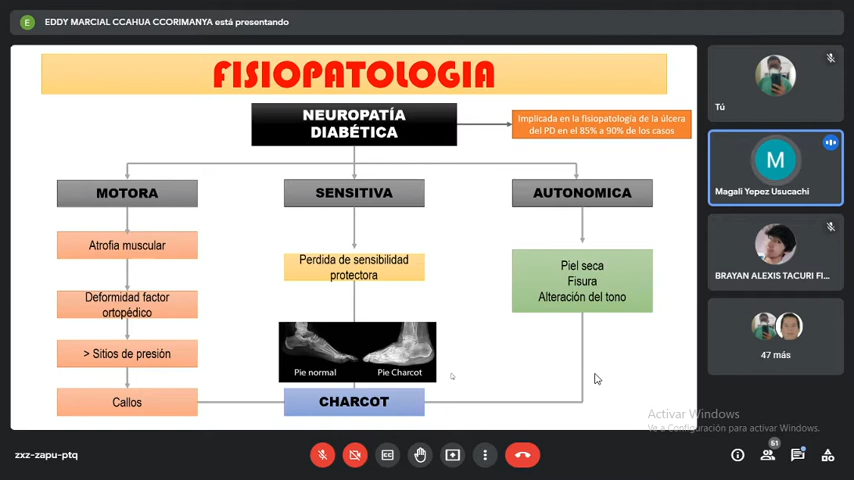 E
EDDY MARCIAL CCAHUA CCORIMANYA está presentando
FISIOPATOLOGIA
NEUROPATÍA
DIABÉTICA
Implicada en la fisiopatología de la úlcera
del PD en el 85% a 90% de los casos
MOTORA
SENSITIVA
AUTONOMICA
Atrofia muscular
Deformidad factor
ortopédico
> Sitios de presión
Callos
Perdida de sensibilidad
protectora
Pie normal
Pie Charcot
CHARCOT
Piel seca
Fisura
Alteración del tono
Tú
M
Magali Yepez Usucachi
BRAYAN ALEXIS TACURI FI...
47 más
Activar Windows
Ve a Configuración para activar Windows.
zxz-zapu-ptq
CC
51